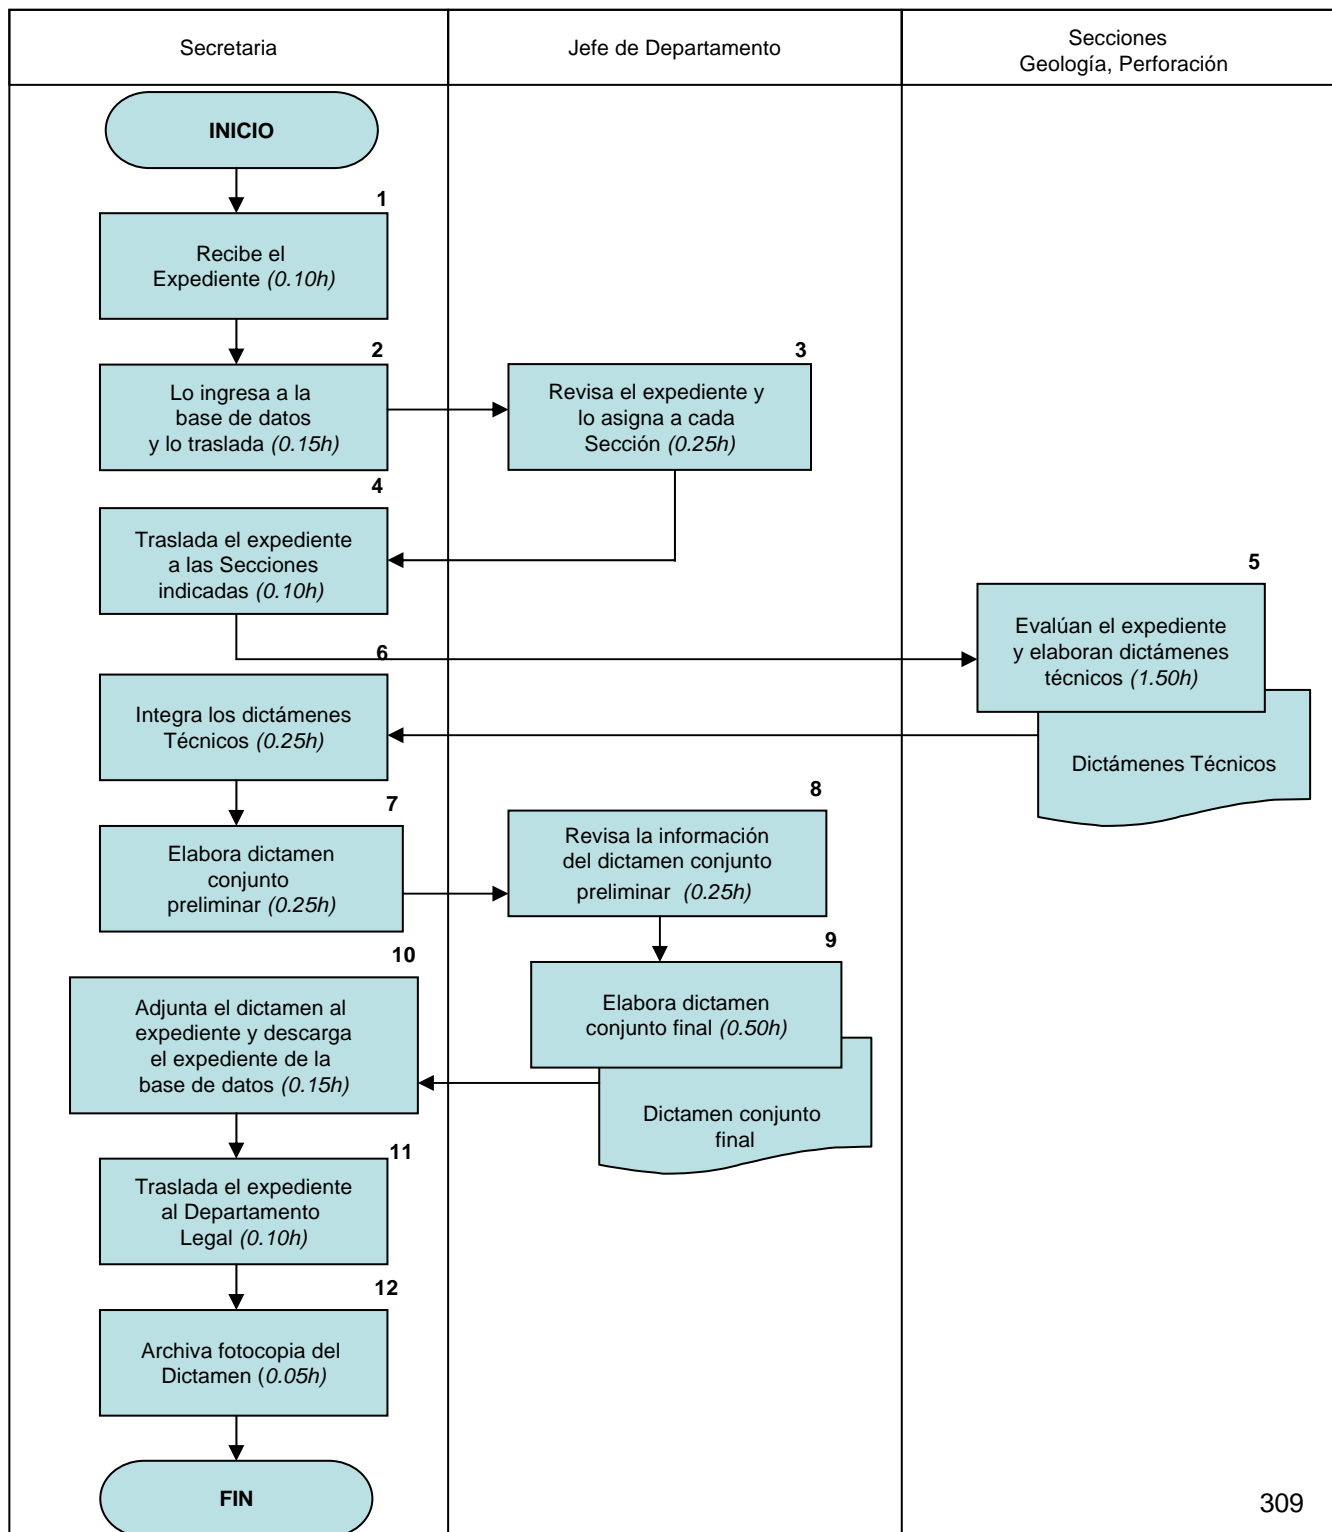 Secretaria
Jefe de Departamento
Secciones
Geología, Perforación
INICIO
1
Recibe el
Expediente (0.10h)
2
Lo ingresa a la
base de datos
y lo traslada (0.15h)
3
Revisa el expediente y
lo asigna a cada
Sección (0.25h)
4
Traslada el expediente
a las Secciones
indicadas (0.10h)
5
Evalúan el expediente
y elaboran dictámenes
técnicos (1.50h)
Dictámenes Técnicos
6
Integra los dictámenes
Técnicos (0.25h)
7
Elabora dictamen
conjunto
preliminar (0.25h)
8
Revisa la información
del dictamen conjunto
preliminar (0.25h)
9
Elabora dictamen
conjunto final (0.50h)
Dictamen conjunto
final
10
Adjunta el dictamen al
expediente y descarga
el expediente de la
base de datos (0.15h)
11
Traslada el expediente
al Departamento
Legal (0.10h)
12
Archiva fotocopia del
Dictamen (0.05h)
FIN
309